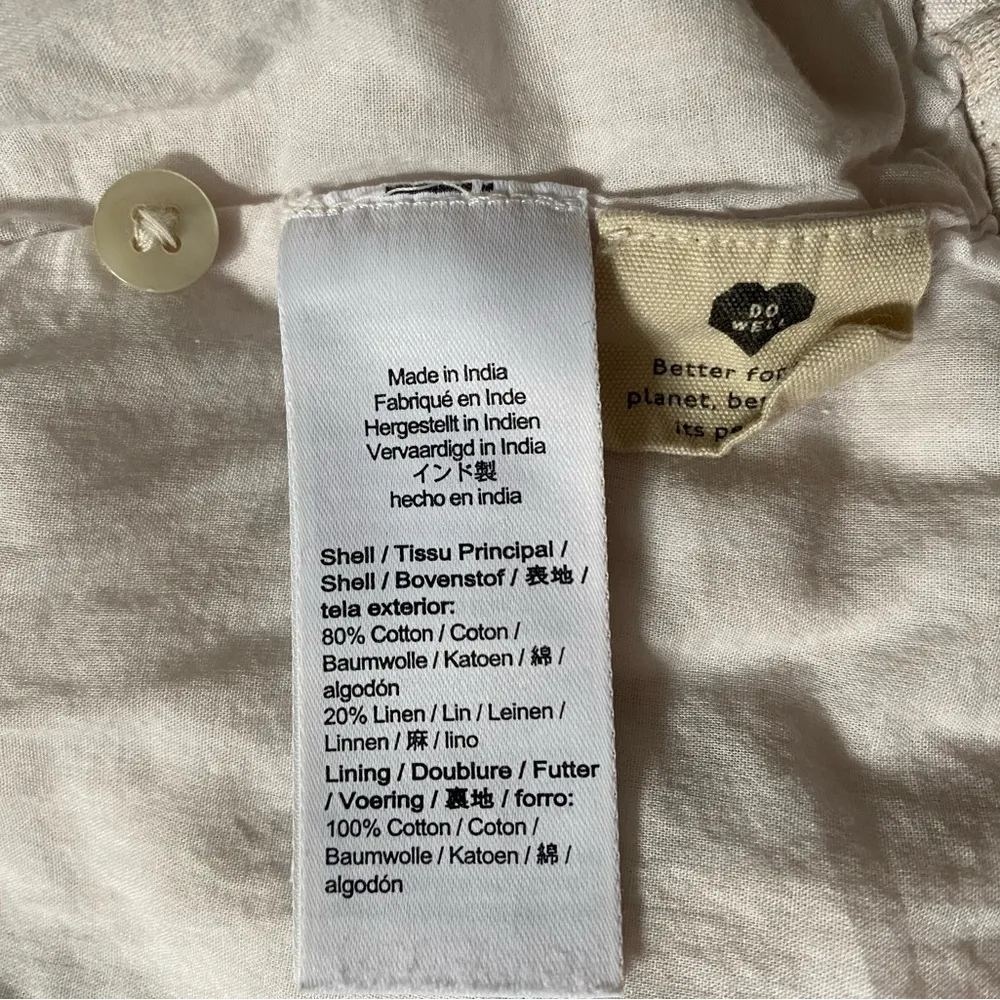 Made in India
Fabriqué en Inde
Hergestellt in Indien
Vervaardigd in India
インド製
hecho en india
Shell / Tissu Principal /
Shell / Bovenstof / 表地 /
tela exterior:
80% Cotton / Coton /
Baumwolle / Katoen / 綿 /
algodón
20% Linen / Lin / Leinen /
Linnen / 麻 / lino
Lining / Doublure / Futter
/ Voering / 裏地 / forro:
100% Cotton / Coton /
Baumwolle / Katoen / 綿 /
algodón
DO
WELL
Better for
planet,
its